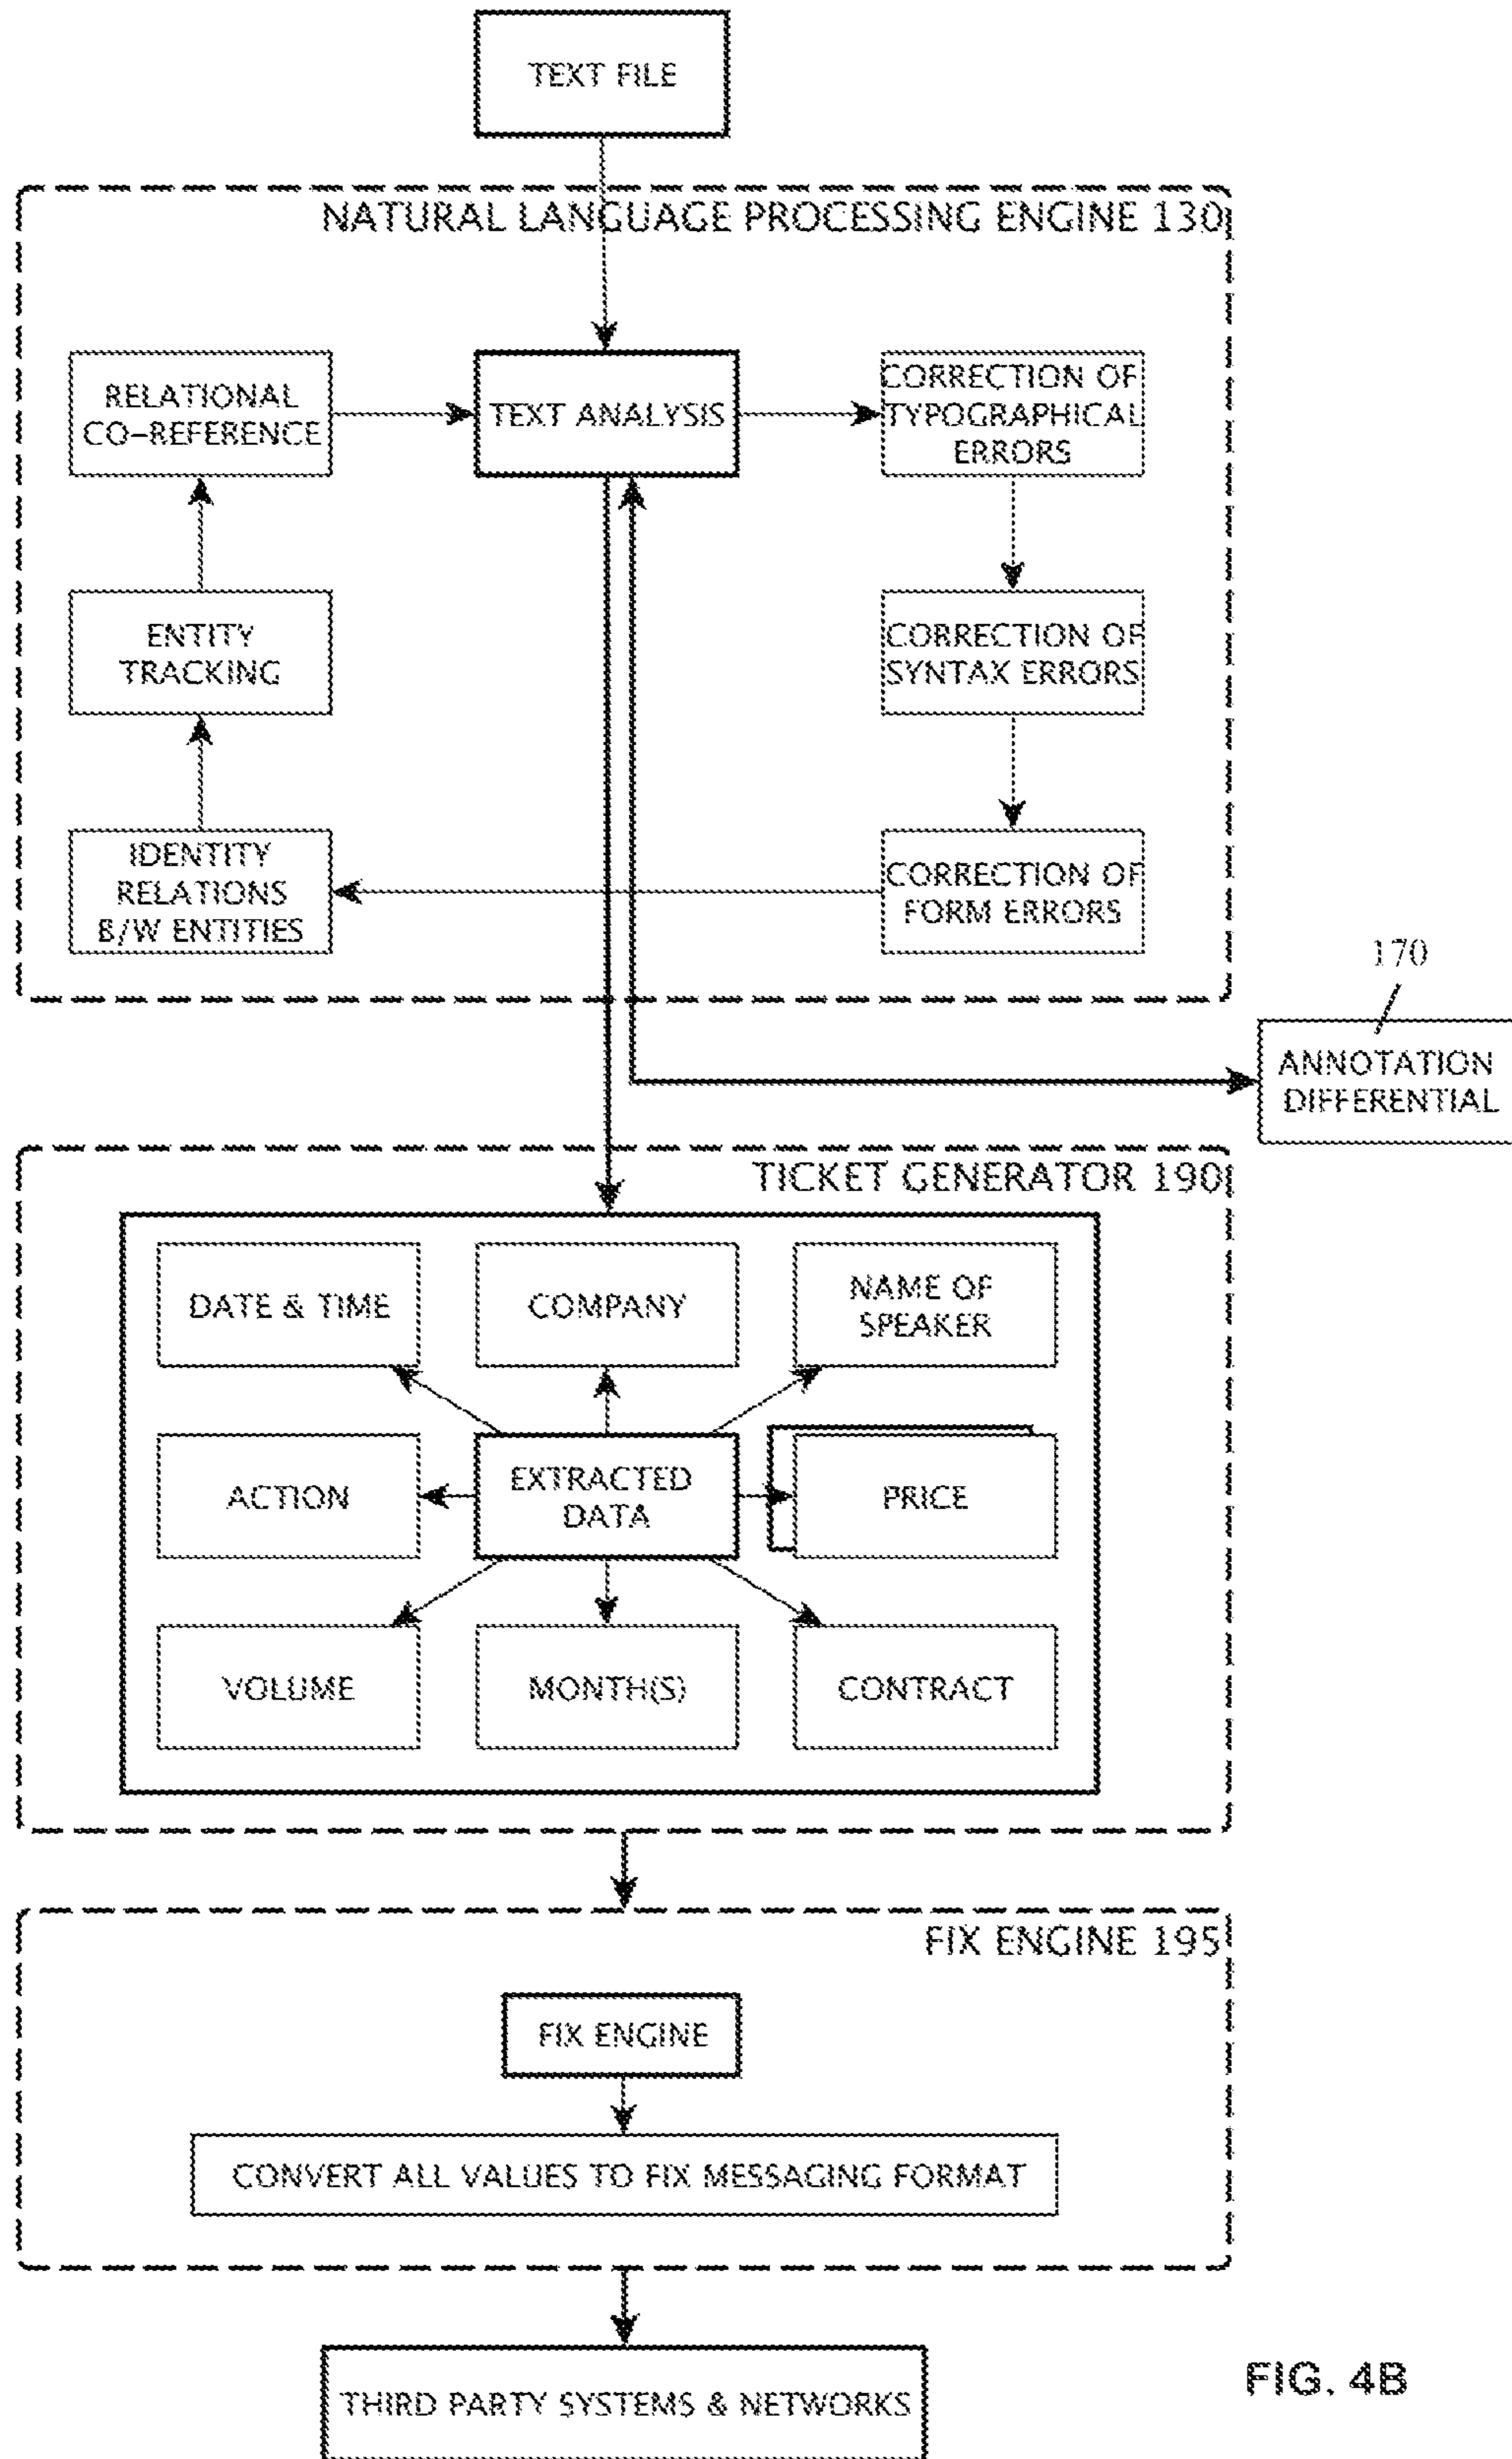 TEXT FILE
NATURAL LANGUAGE PROCESSING ENGINE 130
RELATIONAL
CO-REFERENCE
TEXT ANALYSIS
CORRECTION OF
TYPOGRAPHICAL
ERRORS
ENTITY
TRACKING
CORRECTION OF
SYNTAX ERRORS
IDENTITY
RELATIONS
B/W ENTITIES
CORRECTION OF
FORM ERRORS
170
ANNOTATION
DIFFERENTIAL
TICKET GENERATOR 190
DATE & TIME
COMPANY
NAME OF
SPEAKER
ACTION
EXTRACTED
DATA
PRICE
VOLUME
MONTH(S)
CONTRACT
FIX ENGINE 195
FIX ENGINE
CONVERT ALL VALUES TO FIX MESSAGING FORMAT
THIRD PARTY SYSTEMS & NETWORKS
FIG. 4B